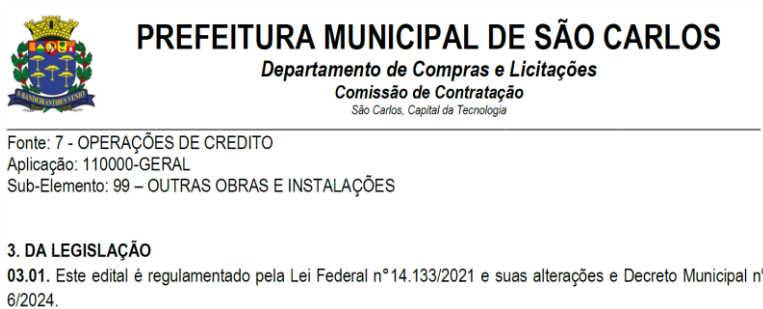 PREFEITURA MUNICIPAL DE SÃO CARLOS
Departamento de Compras e Licitações
Comissão de Contratação
São Carlos, Capital da Tecnologia
Fonte: 7 - OPERAÇÕES DE CREDITO
Aplicação: 110000-GERAL
Sub-Elemento: 99 – OUTRAS OBRAS E INSTALAÇÕES
3. DA LEGISLAÇÃO
03.01. Este edital é regulamentado pela Lei Federal n° 14.133/2021 e suas alterações e Decreto Municipal n°
6/2024.